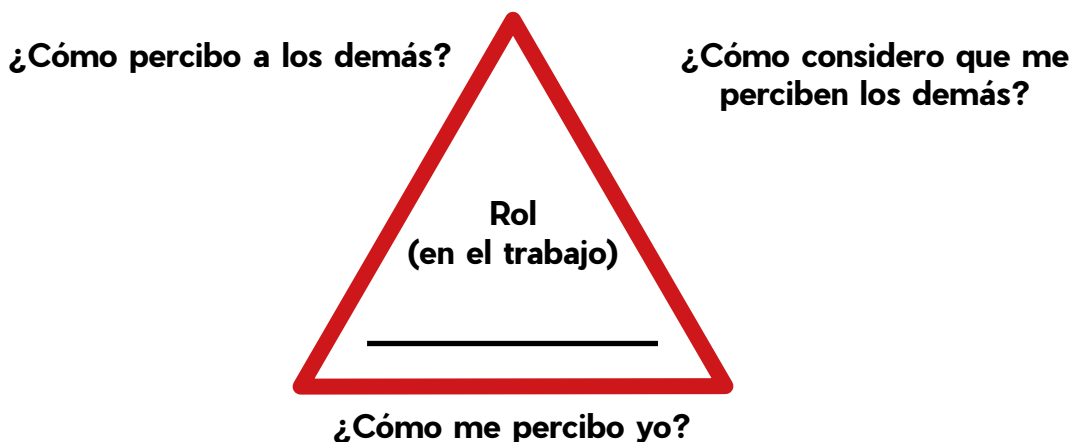 ¿Cómo percibo a los demás?
¿Cómo considero que me
perciben los demás?
Rol
(en el trabajo)
¿Cómo me percibo yo?